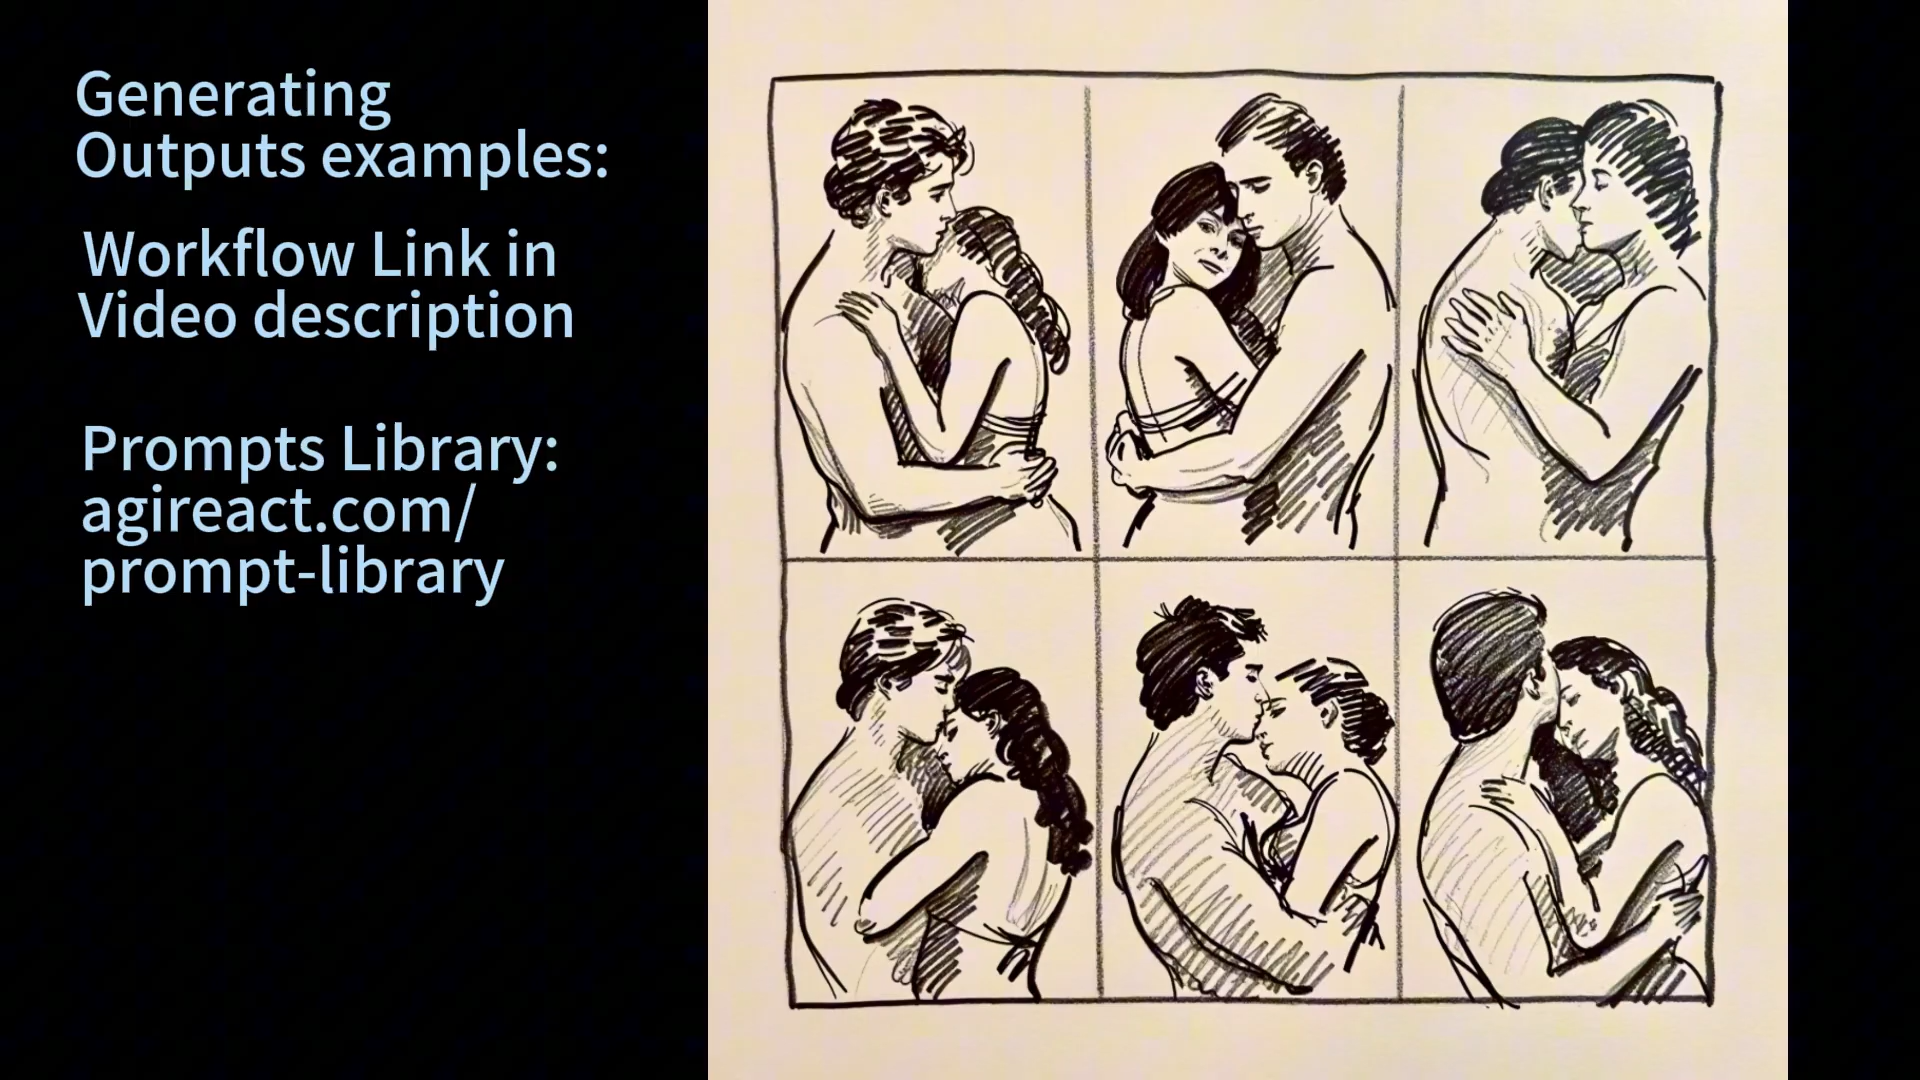 Generating
Outputs examples:
Workflow Link in
Video description
Prompts Library:
agireact.com/
prompt-library